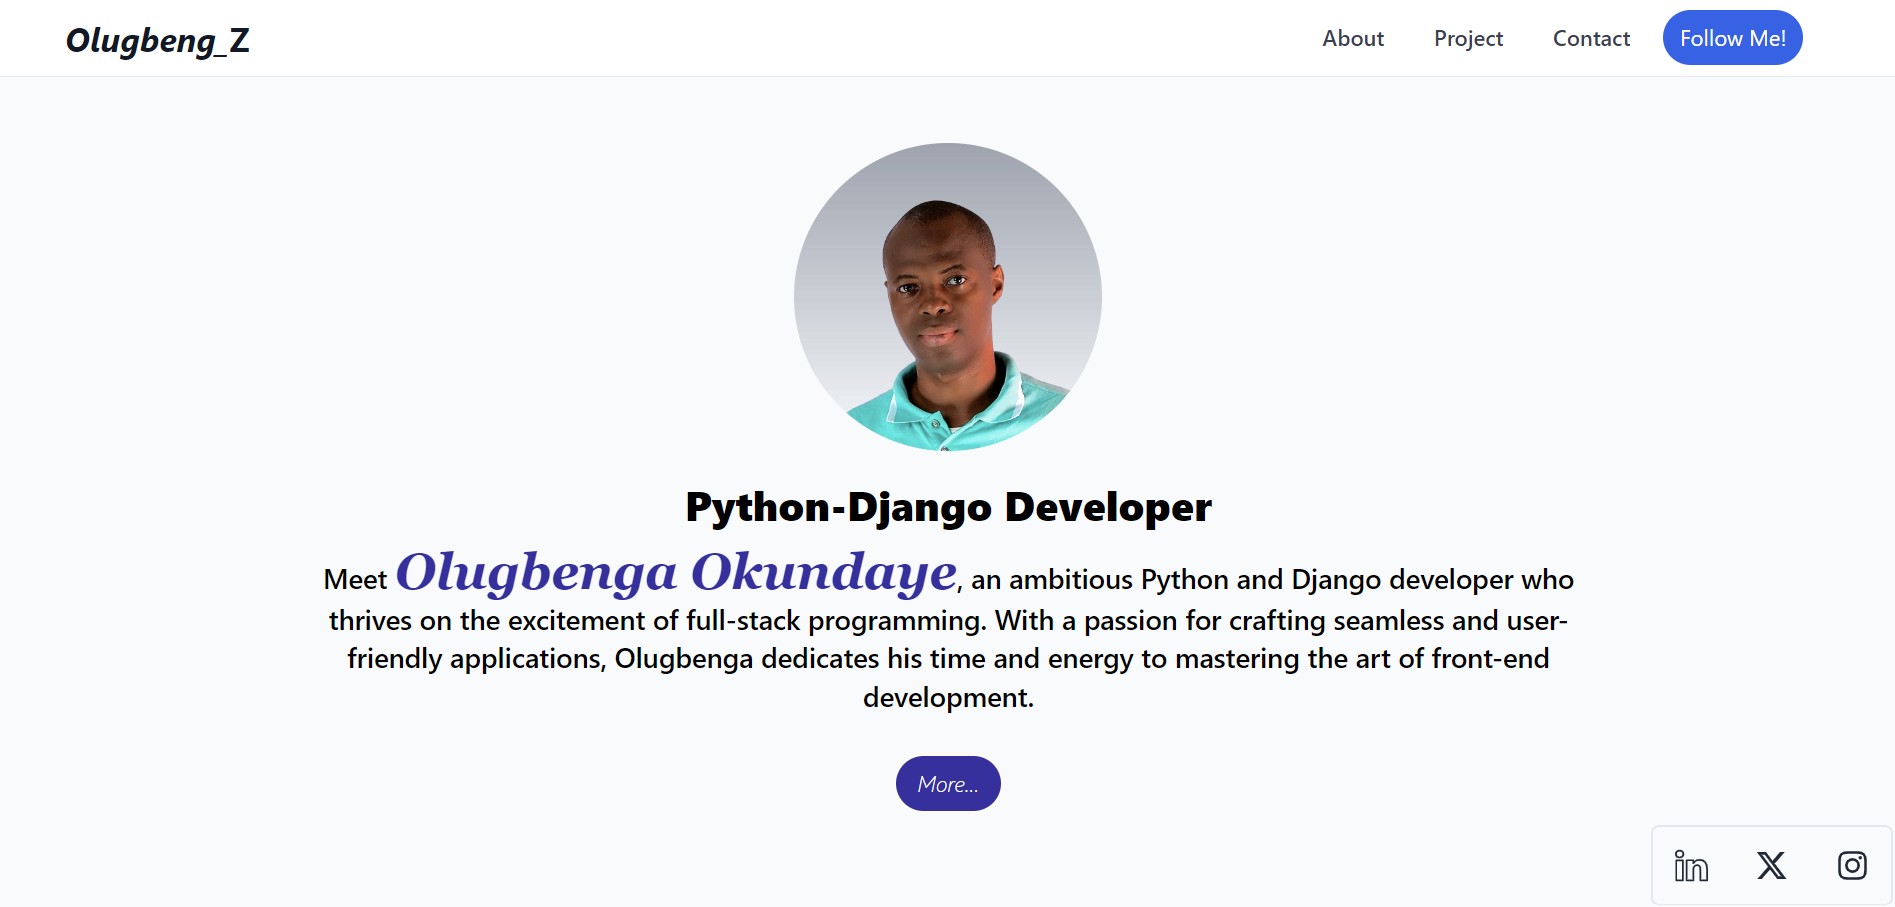 Olugbeng_Z
About Project Contact Follow Me!
Python-Django Developer
Meet Olugbenga Okundaye, an ambitious Python and Django developer who
thrives on the excitement of full-stack programming. With a passion for crafting seamless and user-
friendly applications, Olugbenga dedicates his time and energy to mastering the art of front-end
development.
More...
in